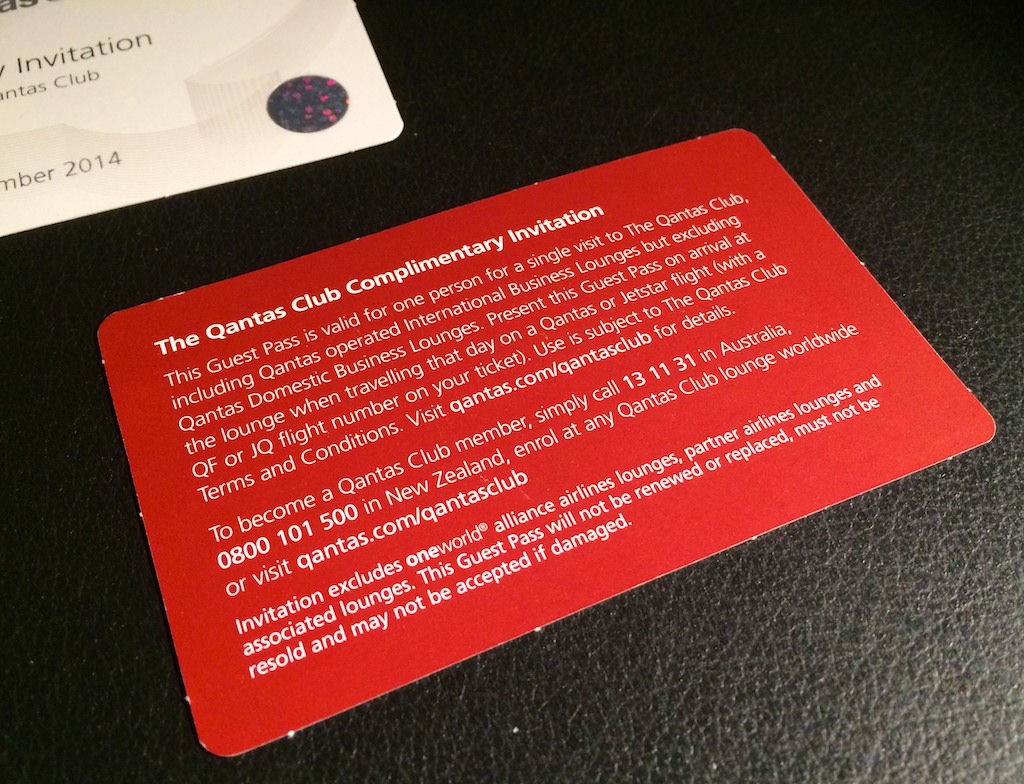 Invitation
Club
2014
The Qantas Club Complimentary Invitation
This Guest Pass is valid for one person for a single visit to The Qantas Club,
including Qantas operated International Business Lounges but excluding
Qantas Domestic Business Lounges. Present this Guest Pass on arrival at
the lounge when travelling that day on a Qantas or Jetstar flight (with a
QF or JQ flight number on your ticket). Use is subject to The Qantas Club
Terms and Conditions. Visit qantas.com/qantasclub for details.
To become a Qantas Club member, simply call 13 11 31 in Australia,
0800 101 500 in New Zealand, enrol at any Qantas Club lounge worldwide
or visit qantas.com/qantasclub
Invitation excludes oneworld® alliance airlines lounges, partner airlines lounges and
associated lounges. This Guest Pass will not be renewed or replaced, must not be
resold and may not be accepted if damaged.